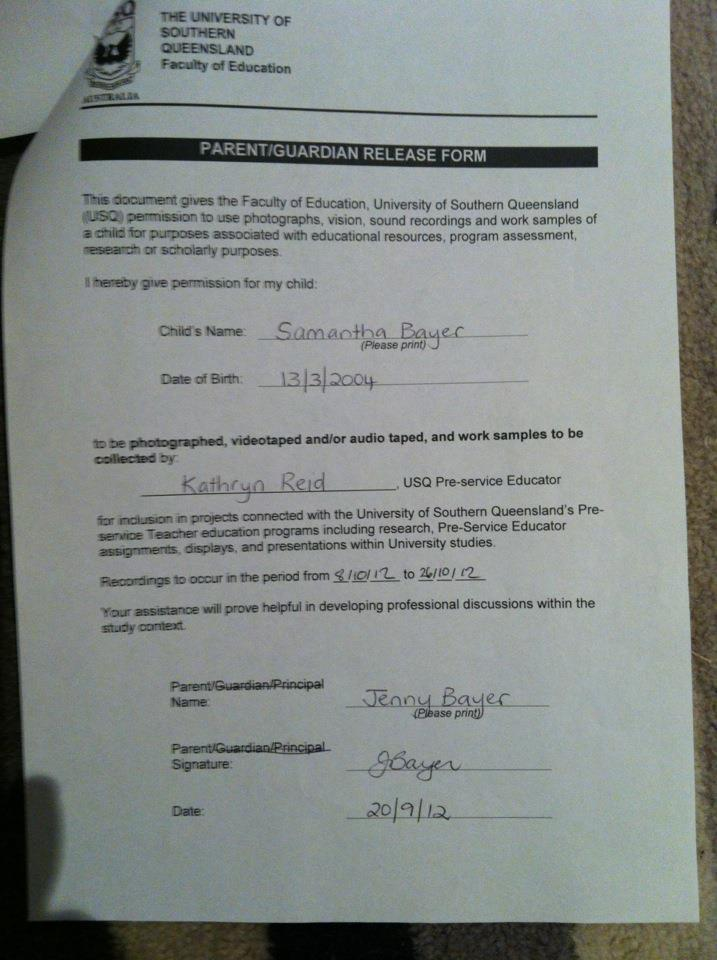 THE UNIVERSITY OF
SOUTHERN
QUEENSLAND
Faculty of Education
AUSTRALIA
PARENT/GUARDIAN RELEASE FORM
This document gives the Faculty of Education, University of Southern Queensland
(USQ) permission to use photographs, vision, sound recordings and work samples of
a child for purposes associated with educational resources, program assessment,
research or scholarly purposes.
I hereby give permission for my child:
Child's Name: Samantha Bayer
(Please print)
Date of Birth: 13/3/2004
to be photographed, videotaped and/or audio taped, and work samples to be
collected by:
Kathryn Reid, USQ Pre-service Educator
for inclusion in projects connected with the University of Southern Queensland's Pre-
service Teacher education programs including research, Pre-Service Educator
assignments, displays, and presentations within University studies.
Recordings to occur in the period from 8/10/12 to 26/10/12
Your assistance will prove helpful in developing professional discussions within the
study context.
Parent/Guardian/Principal
Name: Jenny Bayer
(Please print)
Parent/Guardian/Principal
Signature: JBayer
Date: 20/9/12